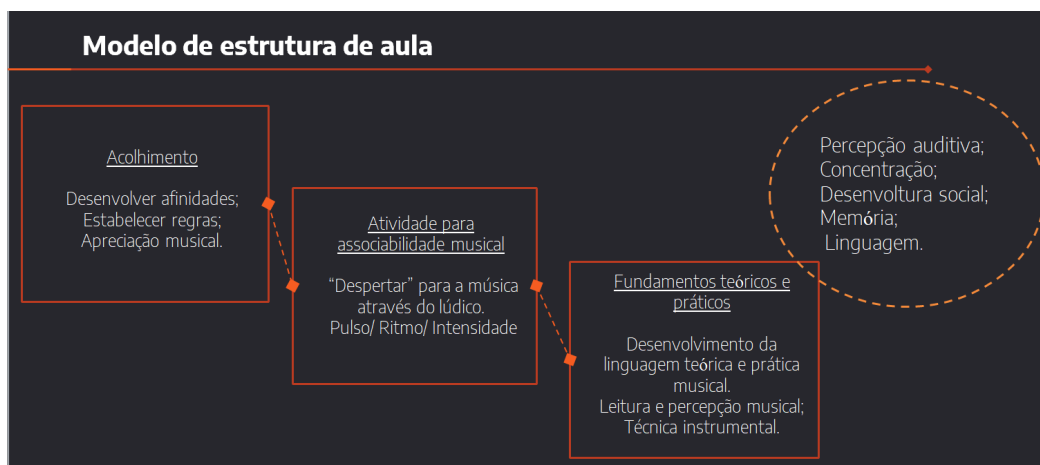 Modelo de estrutura de aula
Acolhimento
Desenvolver afinidades;
Estabelecer regras;
Apreciação musical.
Atividade para
associabilidade musical
“Despertar” para a música
através do lúdico.
Pulso/ Ritmo/ Intensidade
Fundamentos teóricos e
práticos
Desenvolvimento da
linguagem teórica e prática
musical.
Leitura e percepção musical;
Técnica instrumental.
Percepção auditiva;
Concentração;
Desenvoltura social;
Memória;
Linguagem.